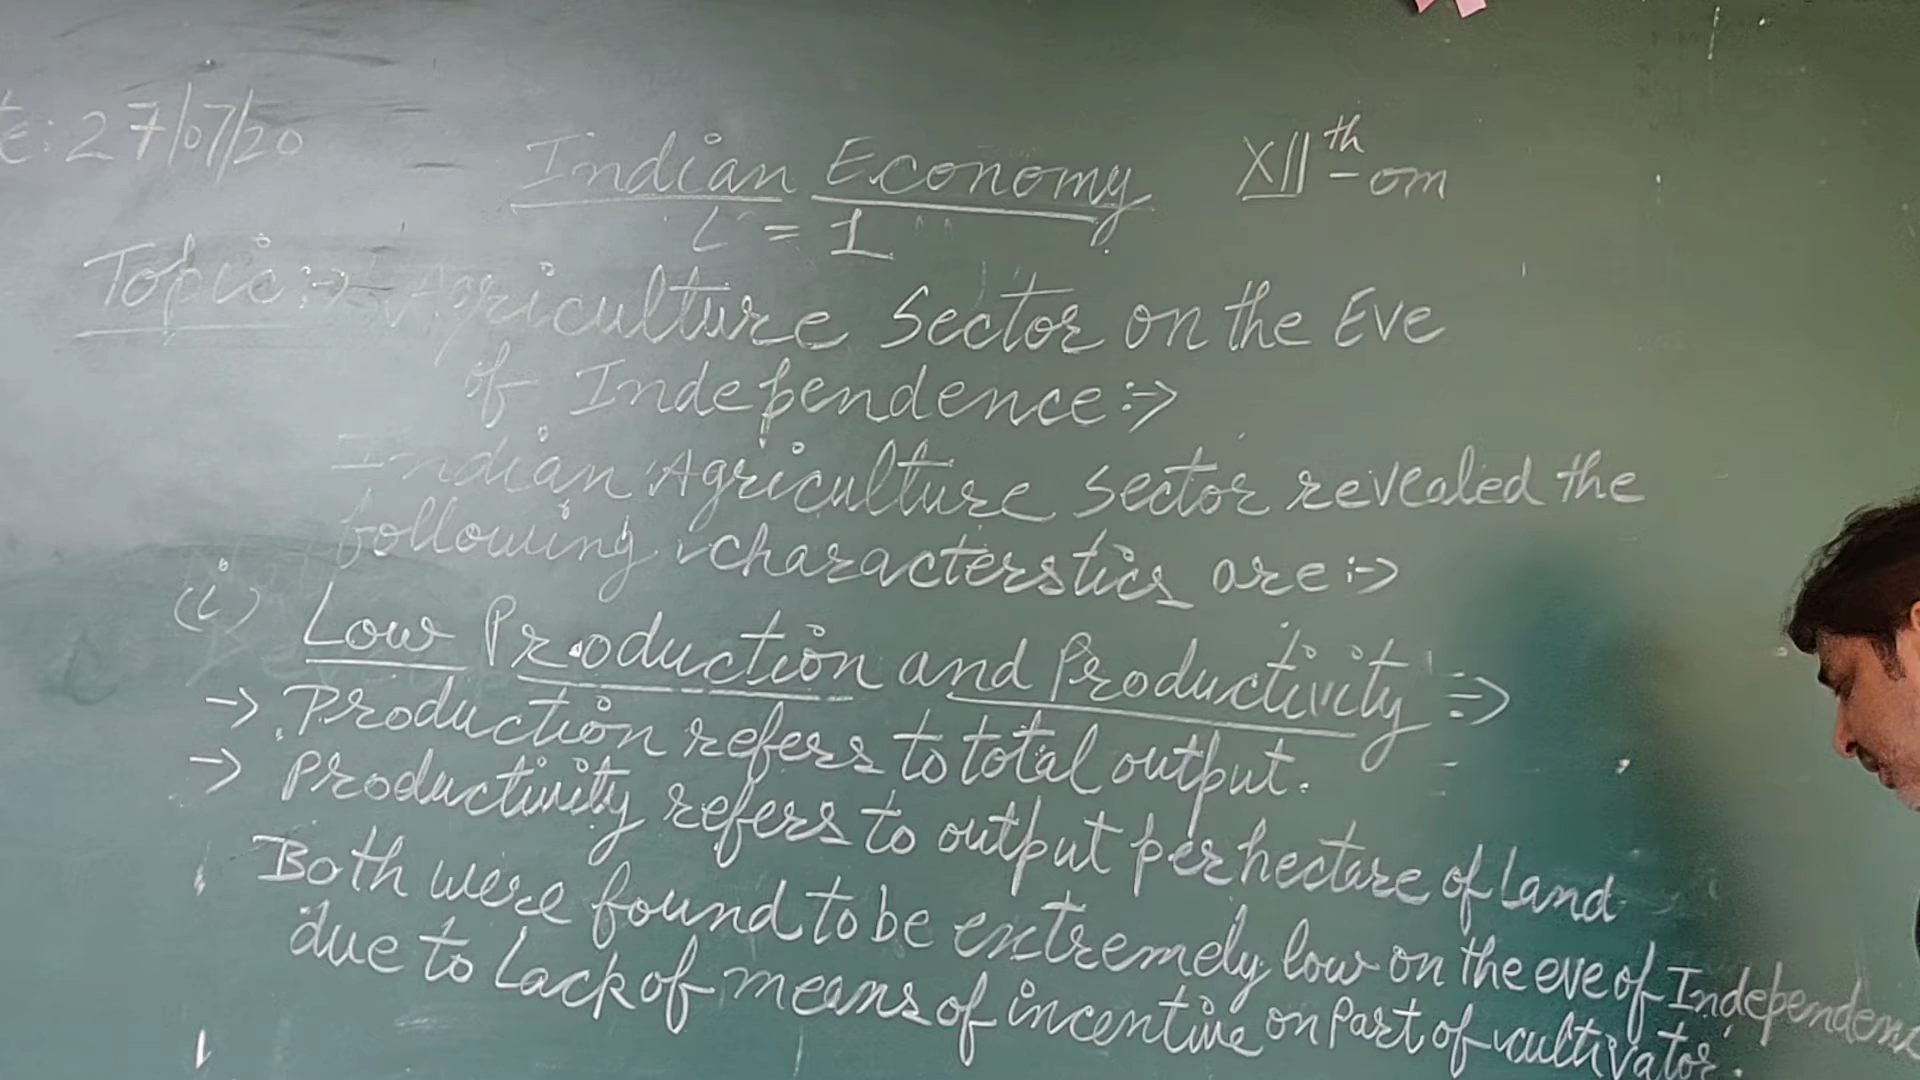 te: 27/07/20
Indian Economy XIIth - om
L = 1
Topic :-> Agriculture Sector on the Eve
of Independence :->
Indian Agriculture sector revealed the
following characterstics are :->
(i) Low Production and Productivity :=>
-> Production refers to total output.
-> Productivity refers to output per hectare of Land
Both were found to be extremely low on the eve of Independenc
due to Lack of means of incentive on Part of cultivator.